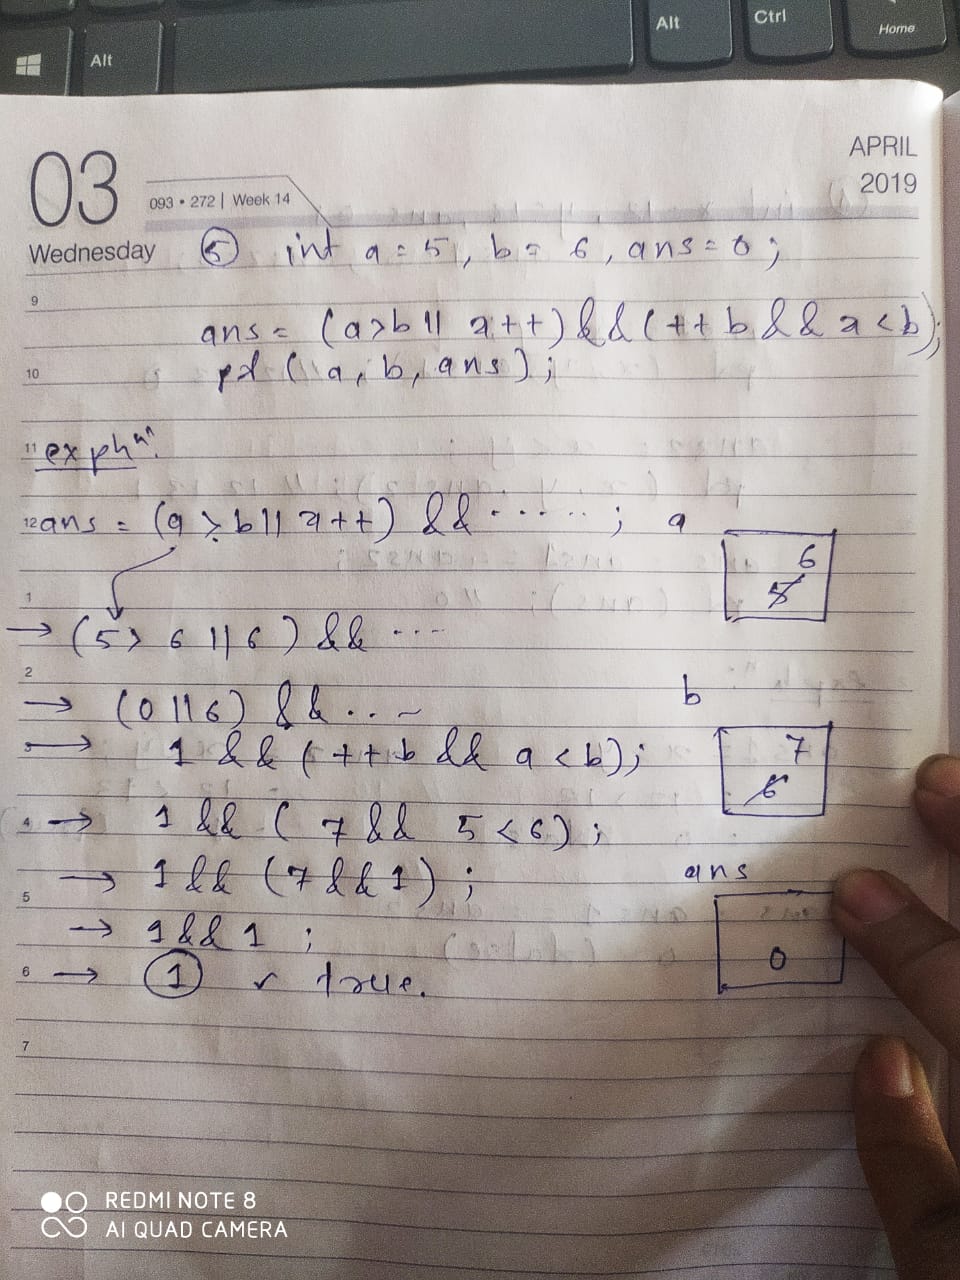 Alt
Alt
Ctrl
Home
03
093 • 272 | Week 14
APRIL
2019
Wednesday
⑤ int a = 5, b = 6, ans = 0;
9
ans = (a>b || a++) && (++b && a<b);
10
pf (a, b, ans);
11
ans = (a > b || a++) && ......;
12
a
6
5
1
→ (5 > 6 || 6) && ...
2
→ (0 || 6) && ...
b
3
→ 1 && (++b && a < b);
7
6
4
→ 1 && (7 && 5 < 6);
→ 1 && (7 && 1);
ans
5
→ 1 && 1;
0
6
→ 1 ✓ true.
7
REDMI NOTE 8
AI QUAD CAMERA